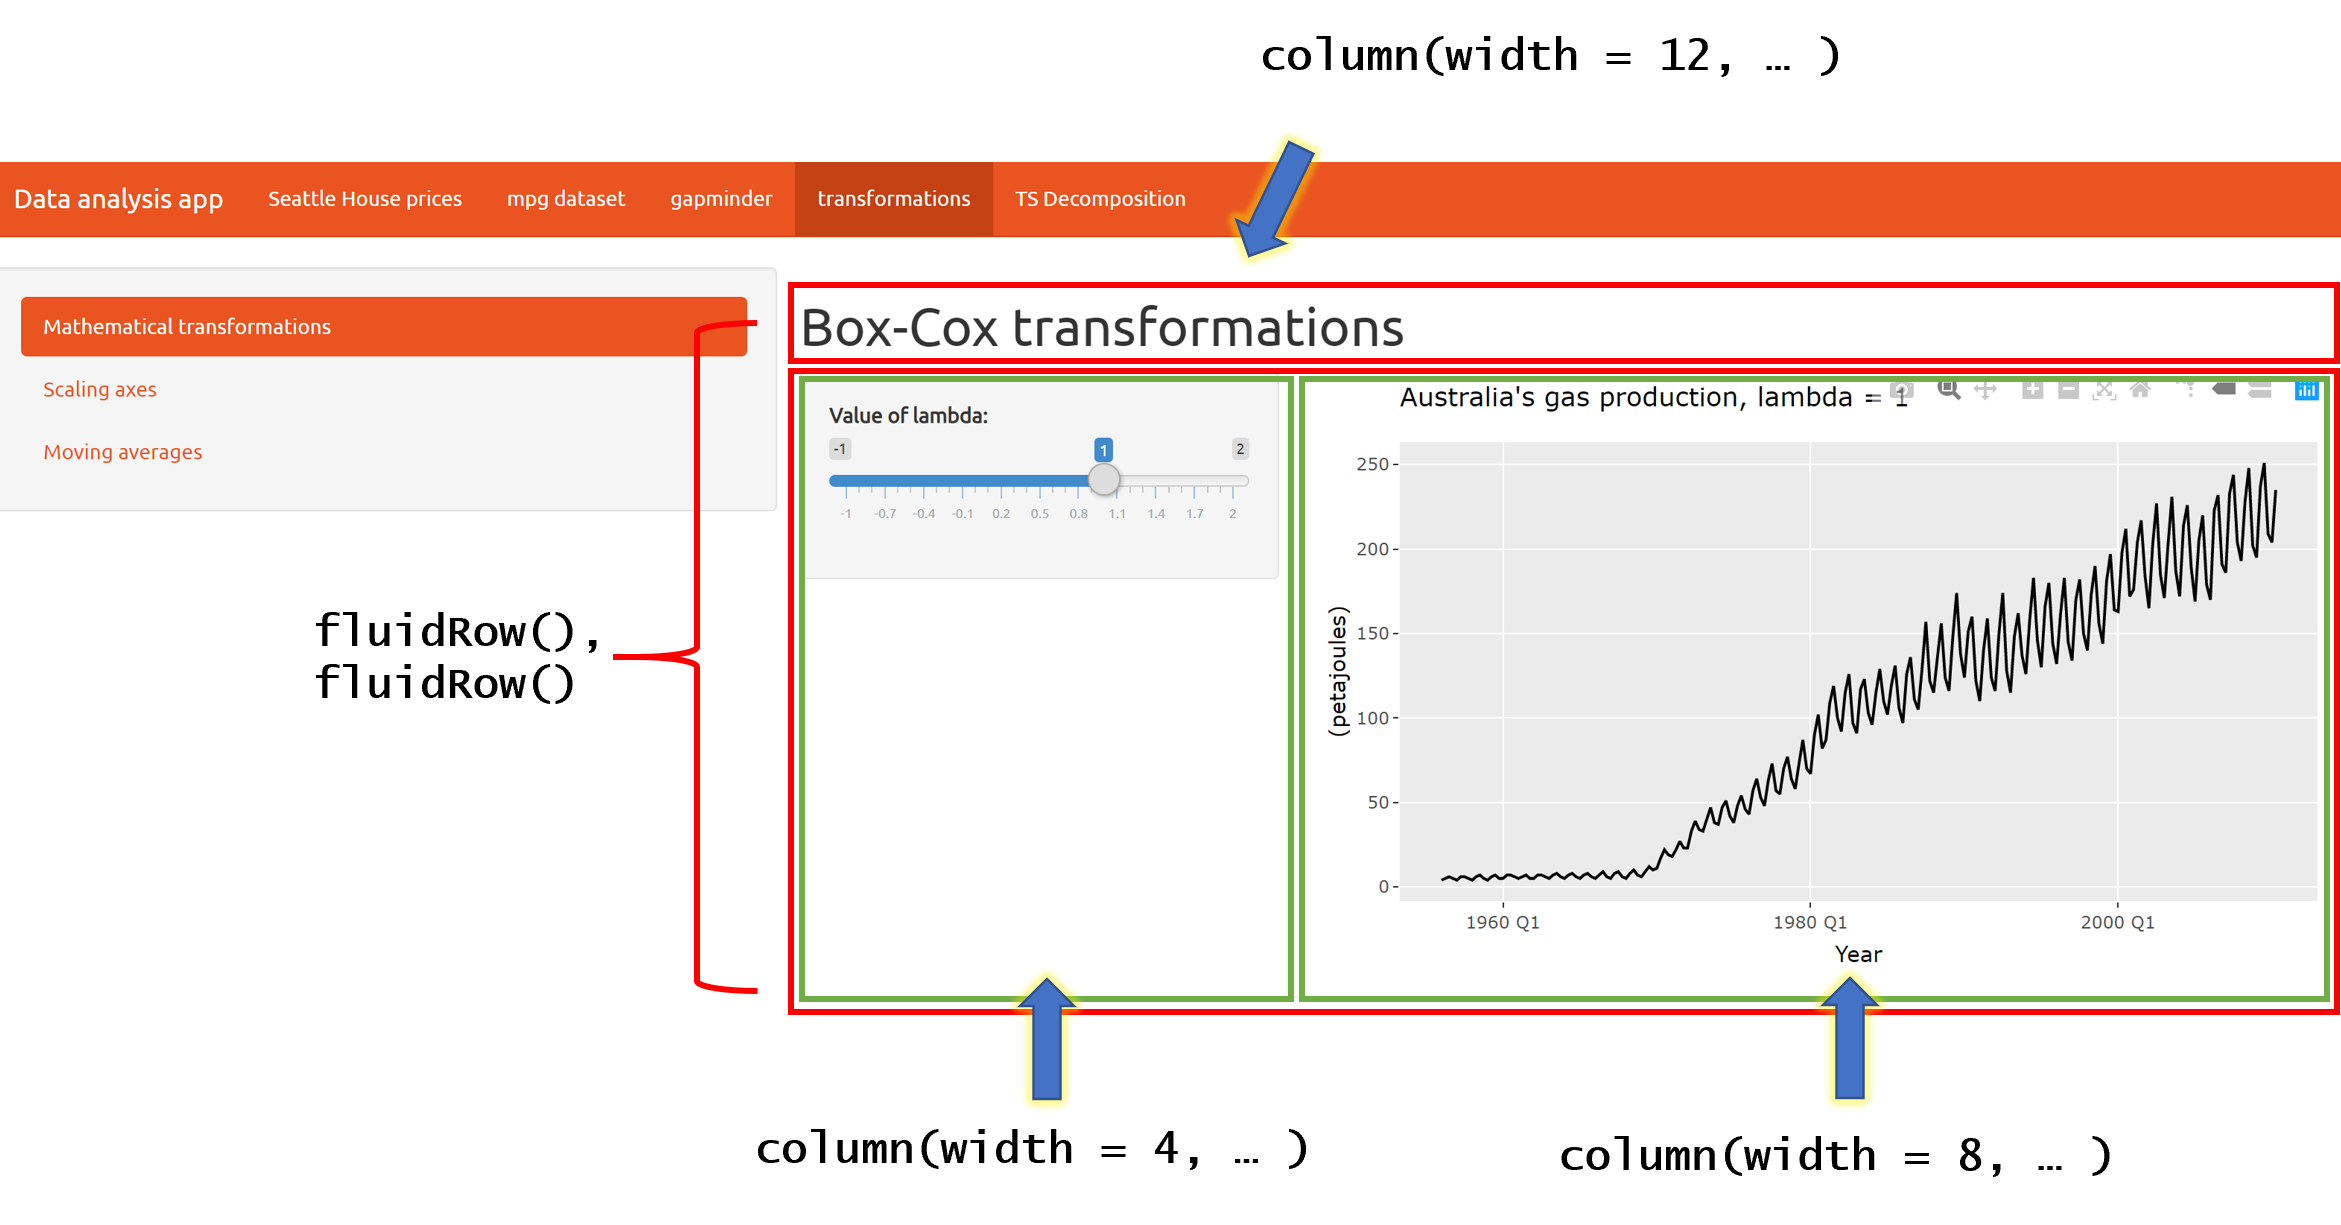 column(width = 12, … )
Data analysis app
Seattle House prices
mpg dataset
gapminder
transformations
TS Decomposition
Mathematical transformations
Scaling axes
Moving averages
Box-Cox transformations
Value of lambda:
-1
1
2
-1 -0.7 -0.4 -0.1 0.2 0.5 0.8 1.1 1.4 1.7 2
Australia's gas production, lambda = 1
250
200
150
100
50
0
(petajoules)
1960 Q1
1980 Q1
2000 Q1
Year
fluidRow(),
fluidRow()
column(width = 4, … )
column(width = 8, … )